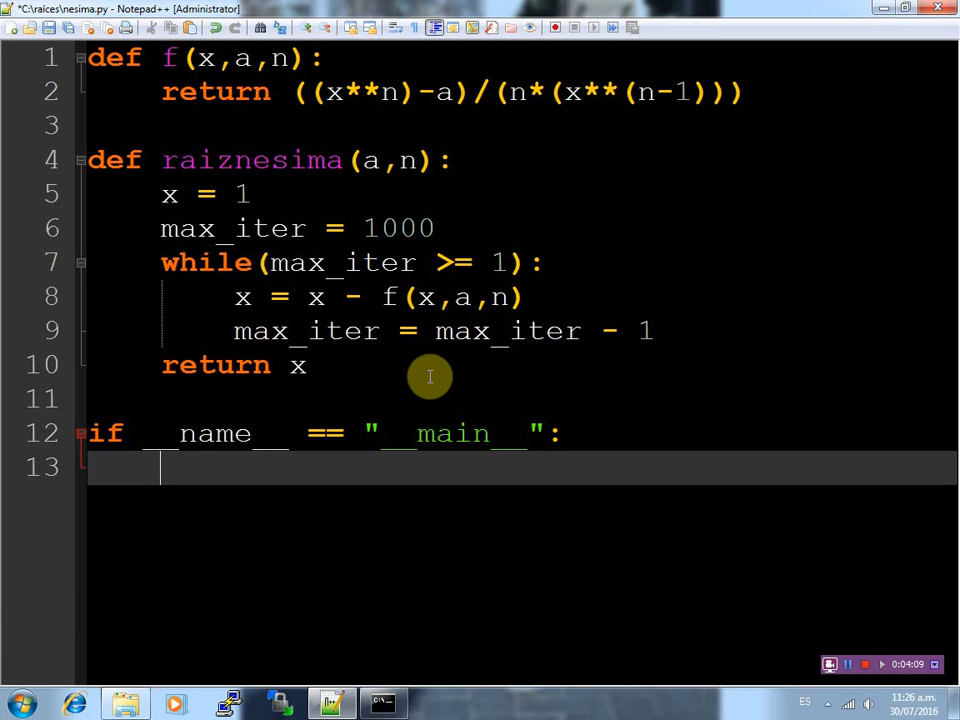 *C:\raíces\nesima.py - Notepad++ [Administrator]
1 def f(x,a,n):
2     return ((x**n)-a)/(n*(x**(n-1)))
3
4 def raiznesima(a,n):
5     x = 1
6     max_iter = 1000
7     while(max_iter >= 1):
8         x = x - f(x,a,n)
9         max_iter = max_iter - 1
10     return x
11
12 if __name__ == "__main__":
13
0:04:09
ES
11:26 a.m.
30/07/2016